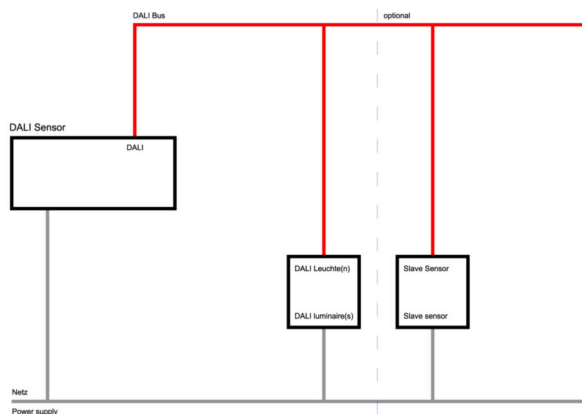 DALI Bus
optional
DALI Sensor
DALI
DALI Leuchte(n)
DALI luminaire(s)
Slave Sensor
Slave sensor
Netz
Power supply